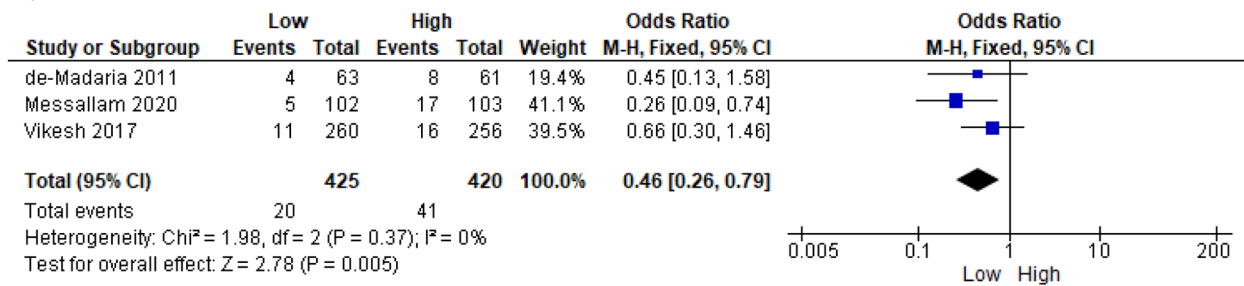 Low High Odds Ratio Odds Ratio
Study or Subgroup Events Total Events Total Weight M-H, Fixed, 95% CI M-H, Fixed, 95% CI
de-Madaria 2011 4 63 8 61 19.4% 0.45 [0.13, 1.58]
Messallam 2020 5 102 17 103 41.1% 0.26 [0.09, 0.74]
Vikesh 2017 11 260 16 256 39.5% 0.66 [0.30, 1.46]
Total (95% CI) 425 420 100.0% 0.46 [0.26, 0.79]
Total events 20 41
Heterogeneity: Chi² = 1.98, df = 2 (P = 0.37); I² = 0%
Test for overall effect: Z = 2.78 (P = 0.005)
0.005 0.1 1 10 200
Low High